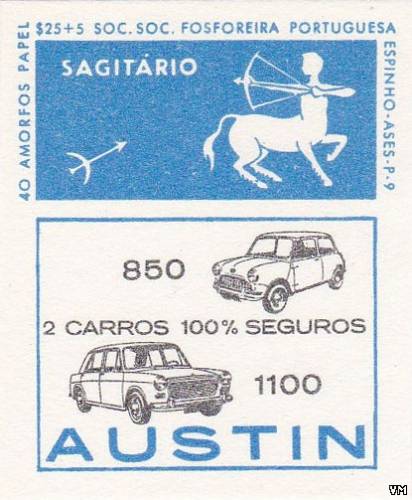 $25+5 SOC. SOC. FOSFOREIRA PORTUGUESA
40 AMORFOS PAPEL
ESPINHO-ASES-P-9
SAGITÁRIO
850
2 CARROS 100% SEGUROS
1100
AUSTIN
VM